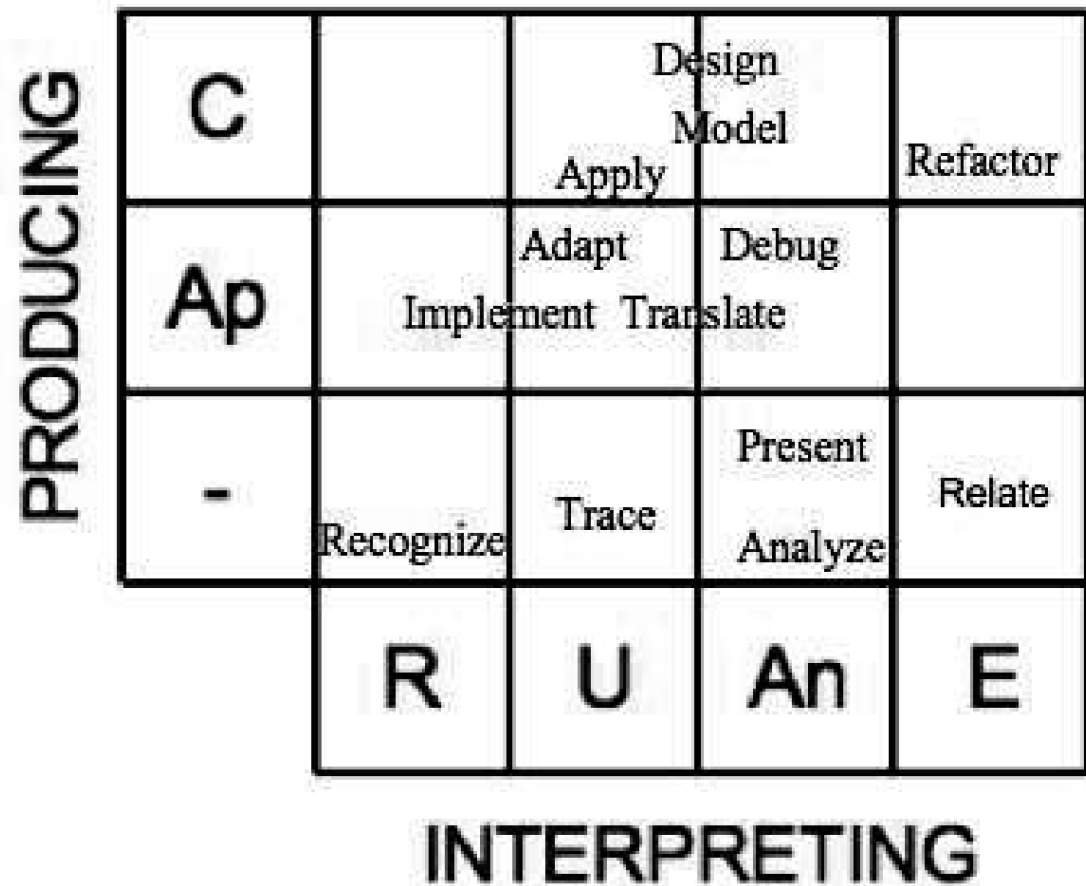 PRODUCING
C
Design
Model
Apply
Refactor
Ap
Adapt
Debug
Implement
Translate
-
Present
Recognize
Trace
Analyze
Relate
R
U
An
E
INTERPRETING